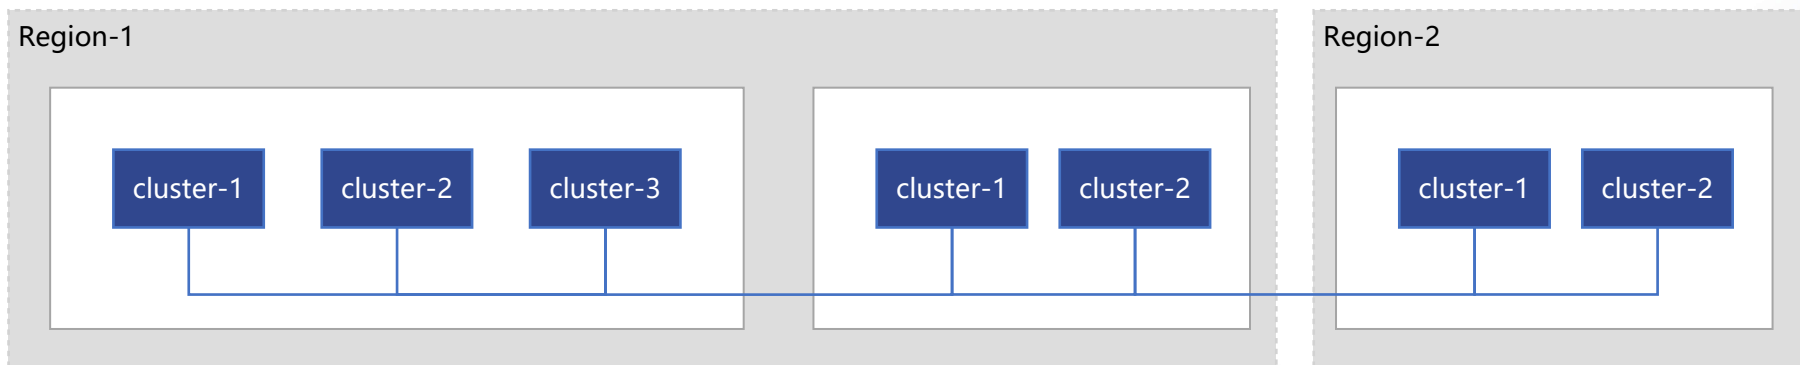 Region-1
Region-2
cluster-1
cluster-2
cluster-3
cluster-1
cluster-2
cluster-1
cluster-2